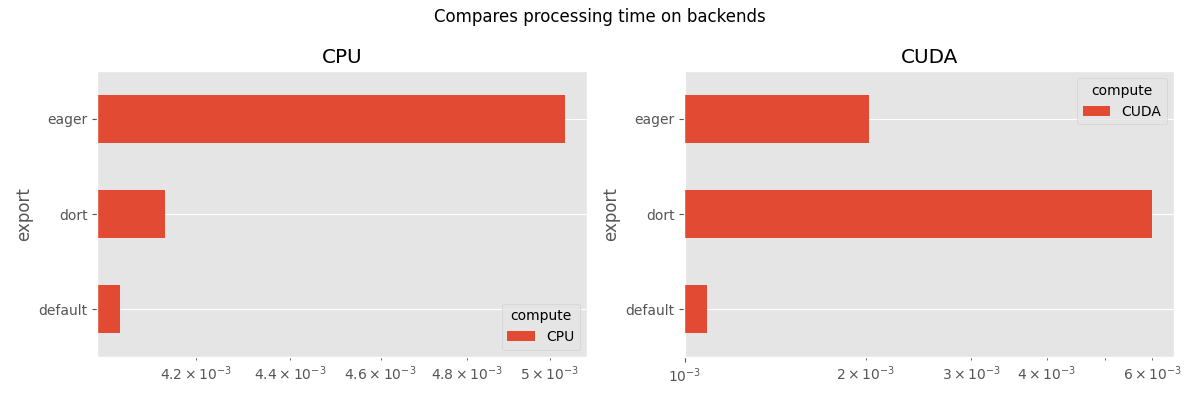 Compares processing time on backends
CPU
export
eager
dort
default
4.2 × 10⁻³
4.4 × 10⁻³
4.6 × 10⁻³
4.8 × 10⁻³
5 × 10⁻³
compute
CPU
CUDA
export
eager
dort
default
10⁻³
2 × 10⁻³
3 × 10⁻³
4 × 10⁻³
6 × 10⁻³
compute
CUDA